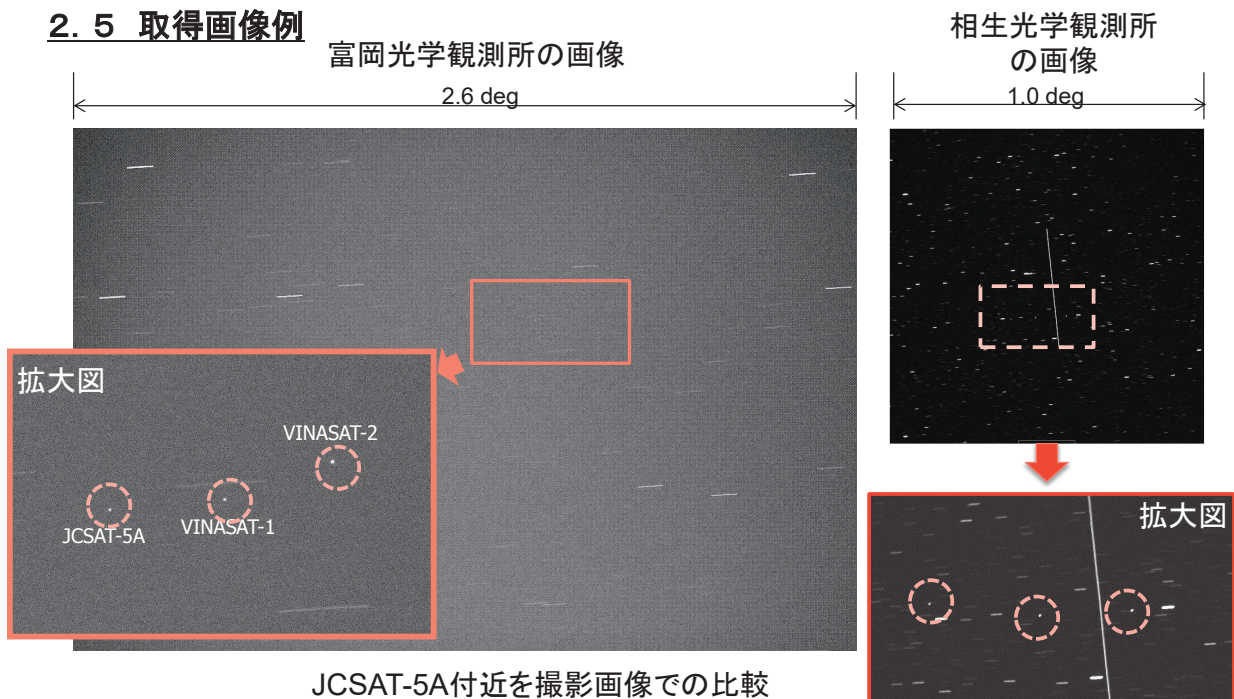 2．5 取得画像例
富岡光学観測所の画像
2.6 deg
相生光学観測所
の画像
1.0 deg
拡大図
VINASAT-2
VINASAT-1
JCSAT-5A
拡大図
JCSAT-5A付近を撮影画像での比較